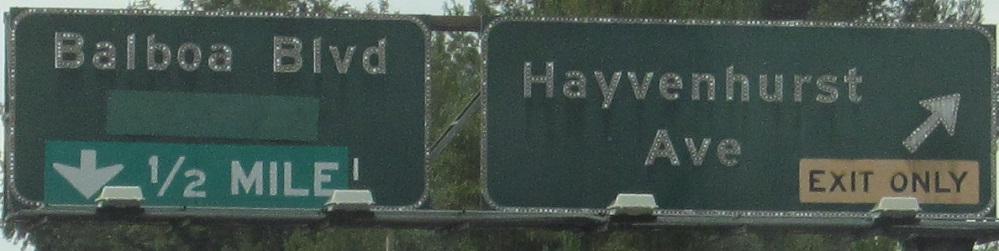 Balboa Blvd
1/2 MILE
Hayvenhurst
Ave
EXIT ONLY